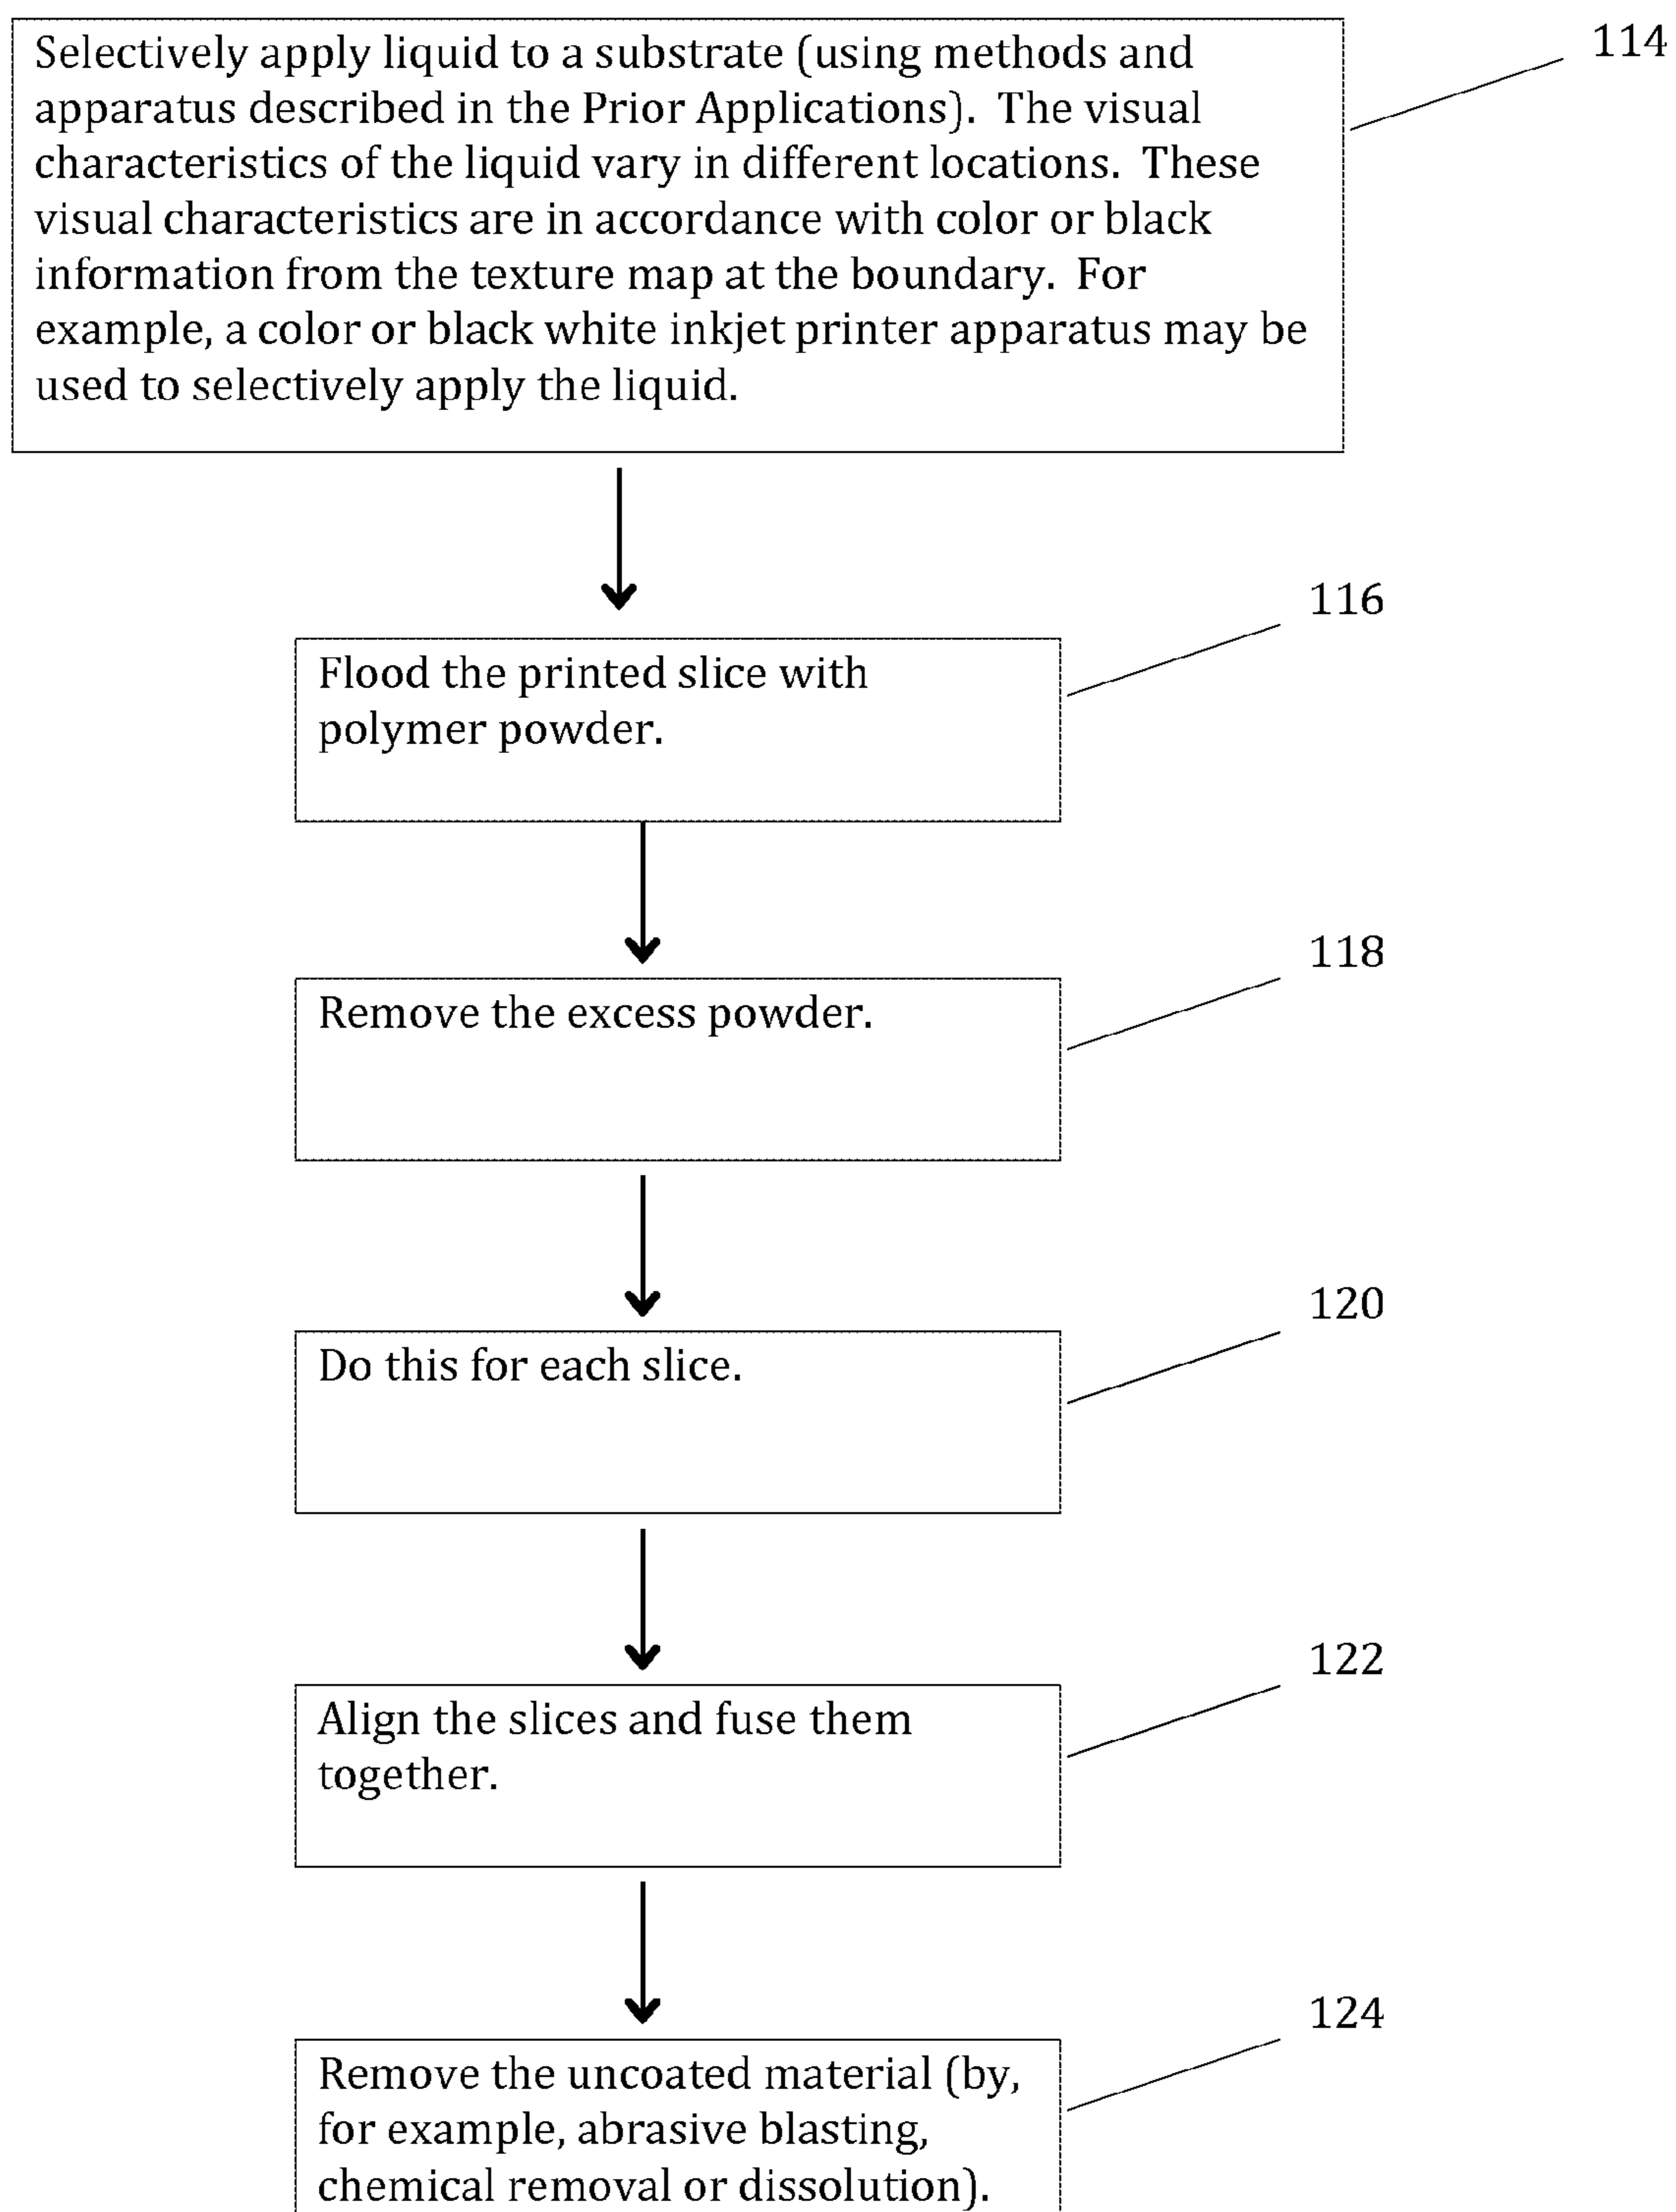 Selectively apply liquid to a substrate (using methods and
apparatus described in the Prior Applications).  The visual
characteristics of the liquid vary in different locations.  These
visual characteristics are in accordance with color or black
information from the texture map at the boundary.  For
example, a color or black white inkjet printer apparatus may be
used to selectively apply the liquid.
114
Flood the printed slice with
polymer powder.
116
Remove the excess powder.
118
Do this for each slice.
120
Align the slices and fuse them
together.
122
Remove the uncoated material (by,
for example, abrasive blasting,
chemical removal or dissolution).
124